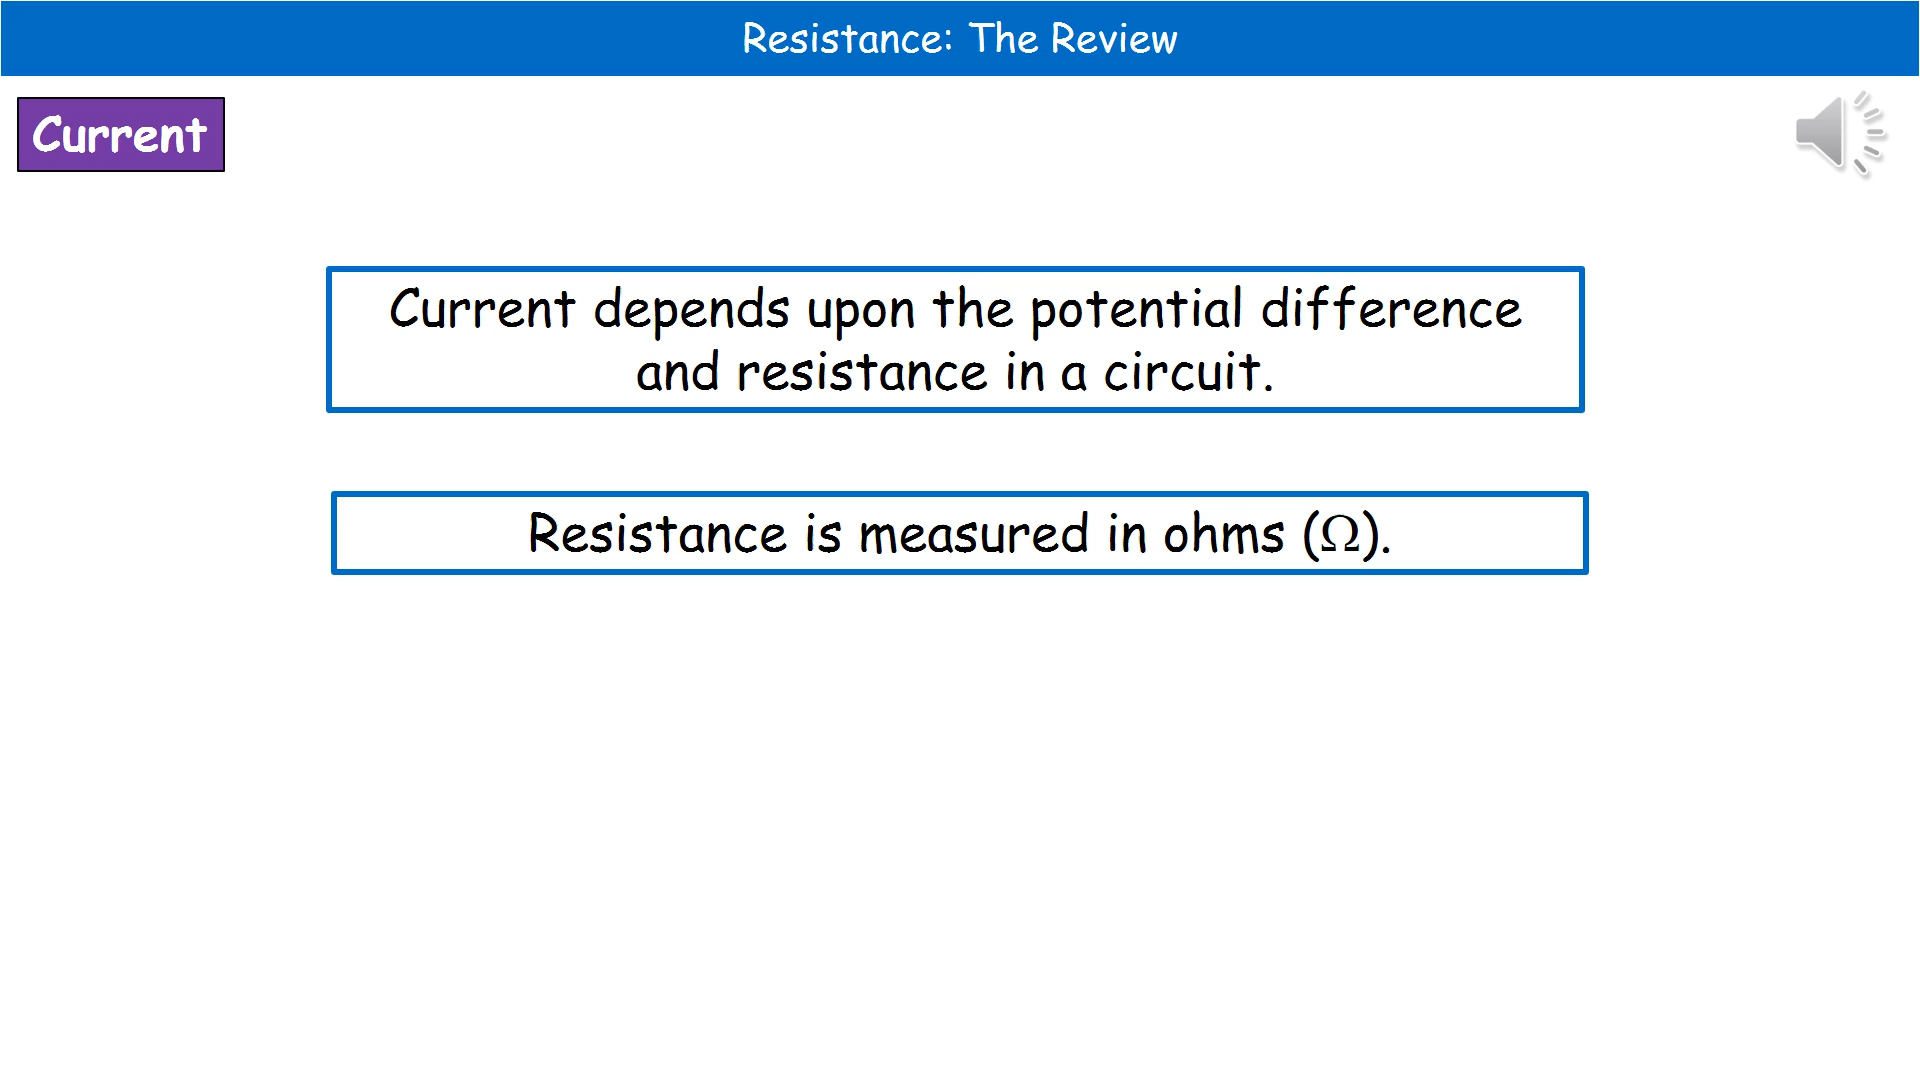 Resistance: The Review
Current
Current depends upon the potential difference
and resistance in a circuit.
Resistance is measured in ohms (Ω).